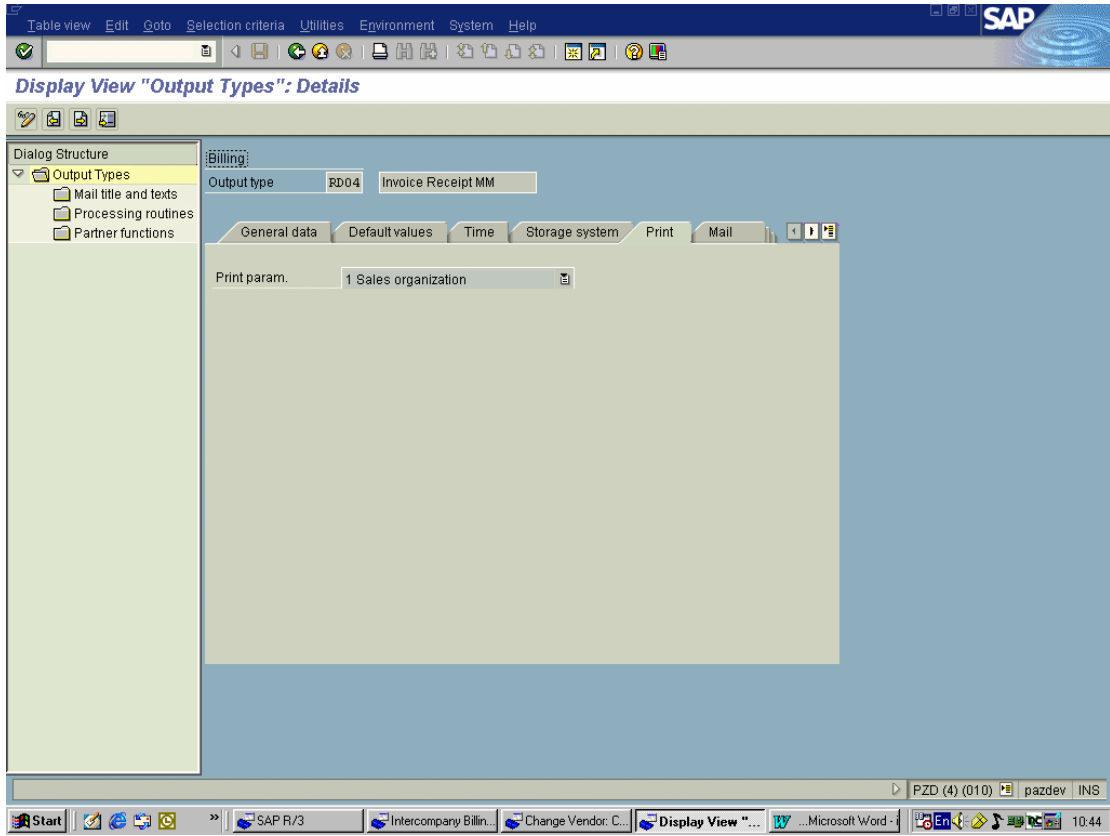 Table view Edit Goto Selection criteria Utilities Environment System Help
SAP
Display View "Output Types": Details
Dialog Structure
Output Types
Mail title and texts
Processing routines
Partner functions
Billing
Output type RD04 Invoice Receipt MM
General data Default values Time Storage system Print Mail
Print param. 1 Sales organization
PZD (4) (010) pazdev INS
Start » SAP R/3 Intercompany Billin... Change Vendor: C... Display View "... ...Microsoft Word - i En 10:44